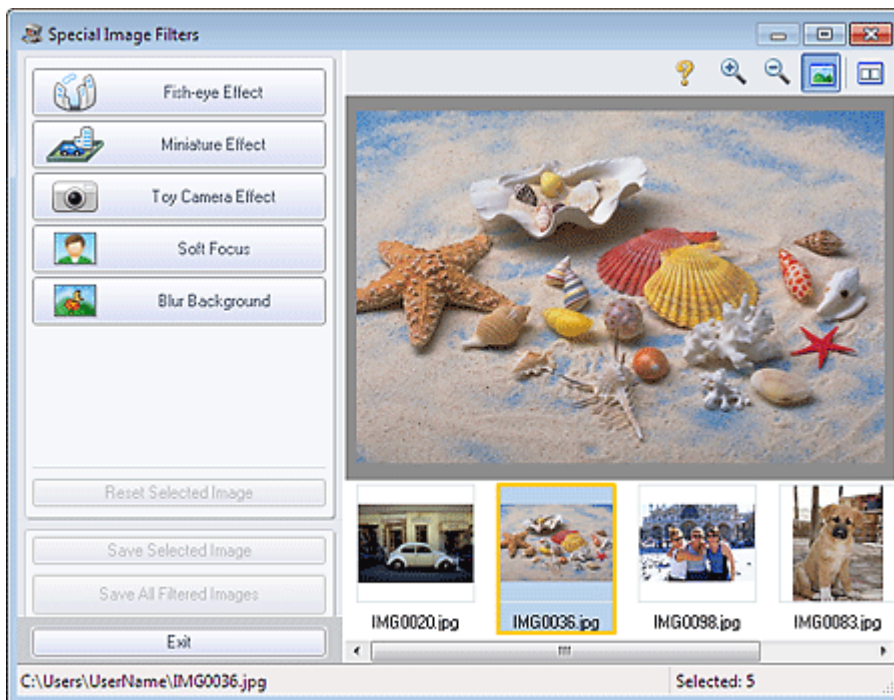 Special Image Filters
Fish-eye Effect
Miniature Effect
Toy Camera Effect
Soft Focus
Blur Background
Reset Selected Image
Save Selected Image
Save All Filtered Images
Exit
IMG0020.jpg
IMG0036.jpg
IMG0098.jpg
IMG0083.jpg
C:\Users\UserName\IMG0036.jpg
Selected: 5